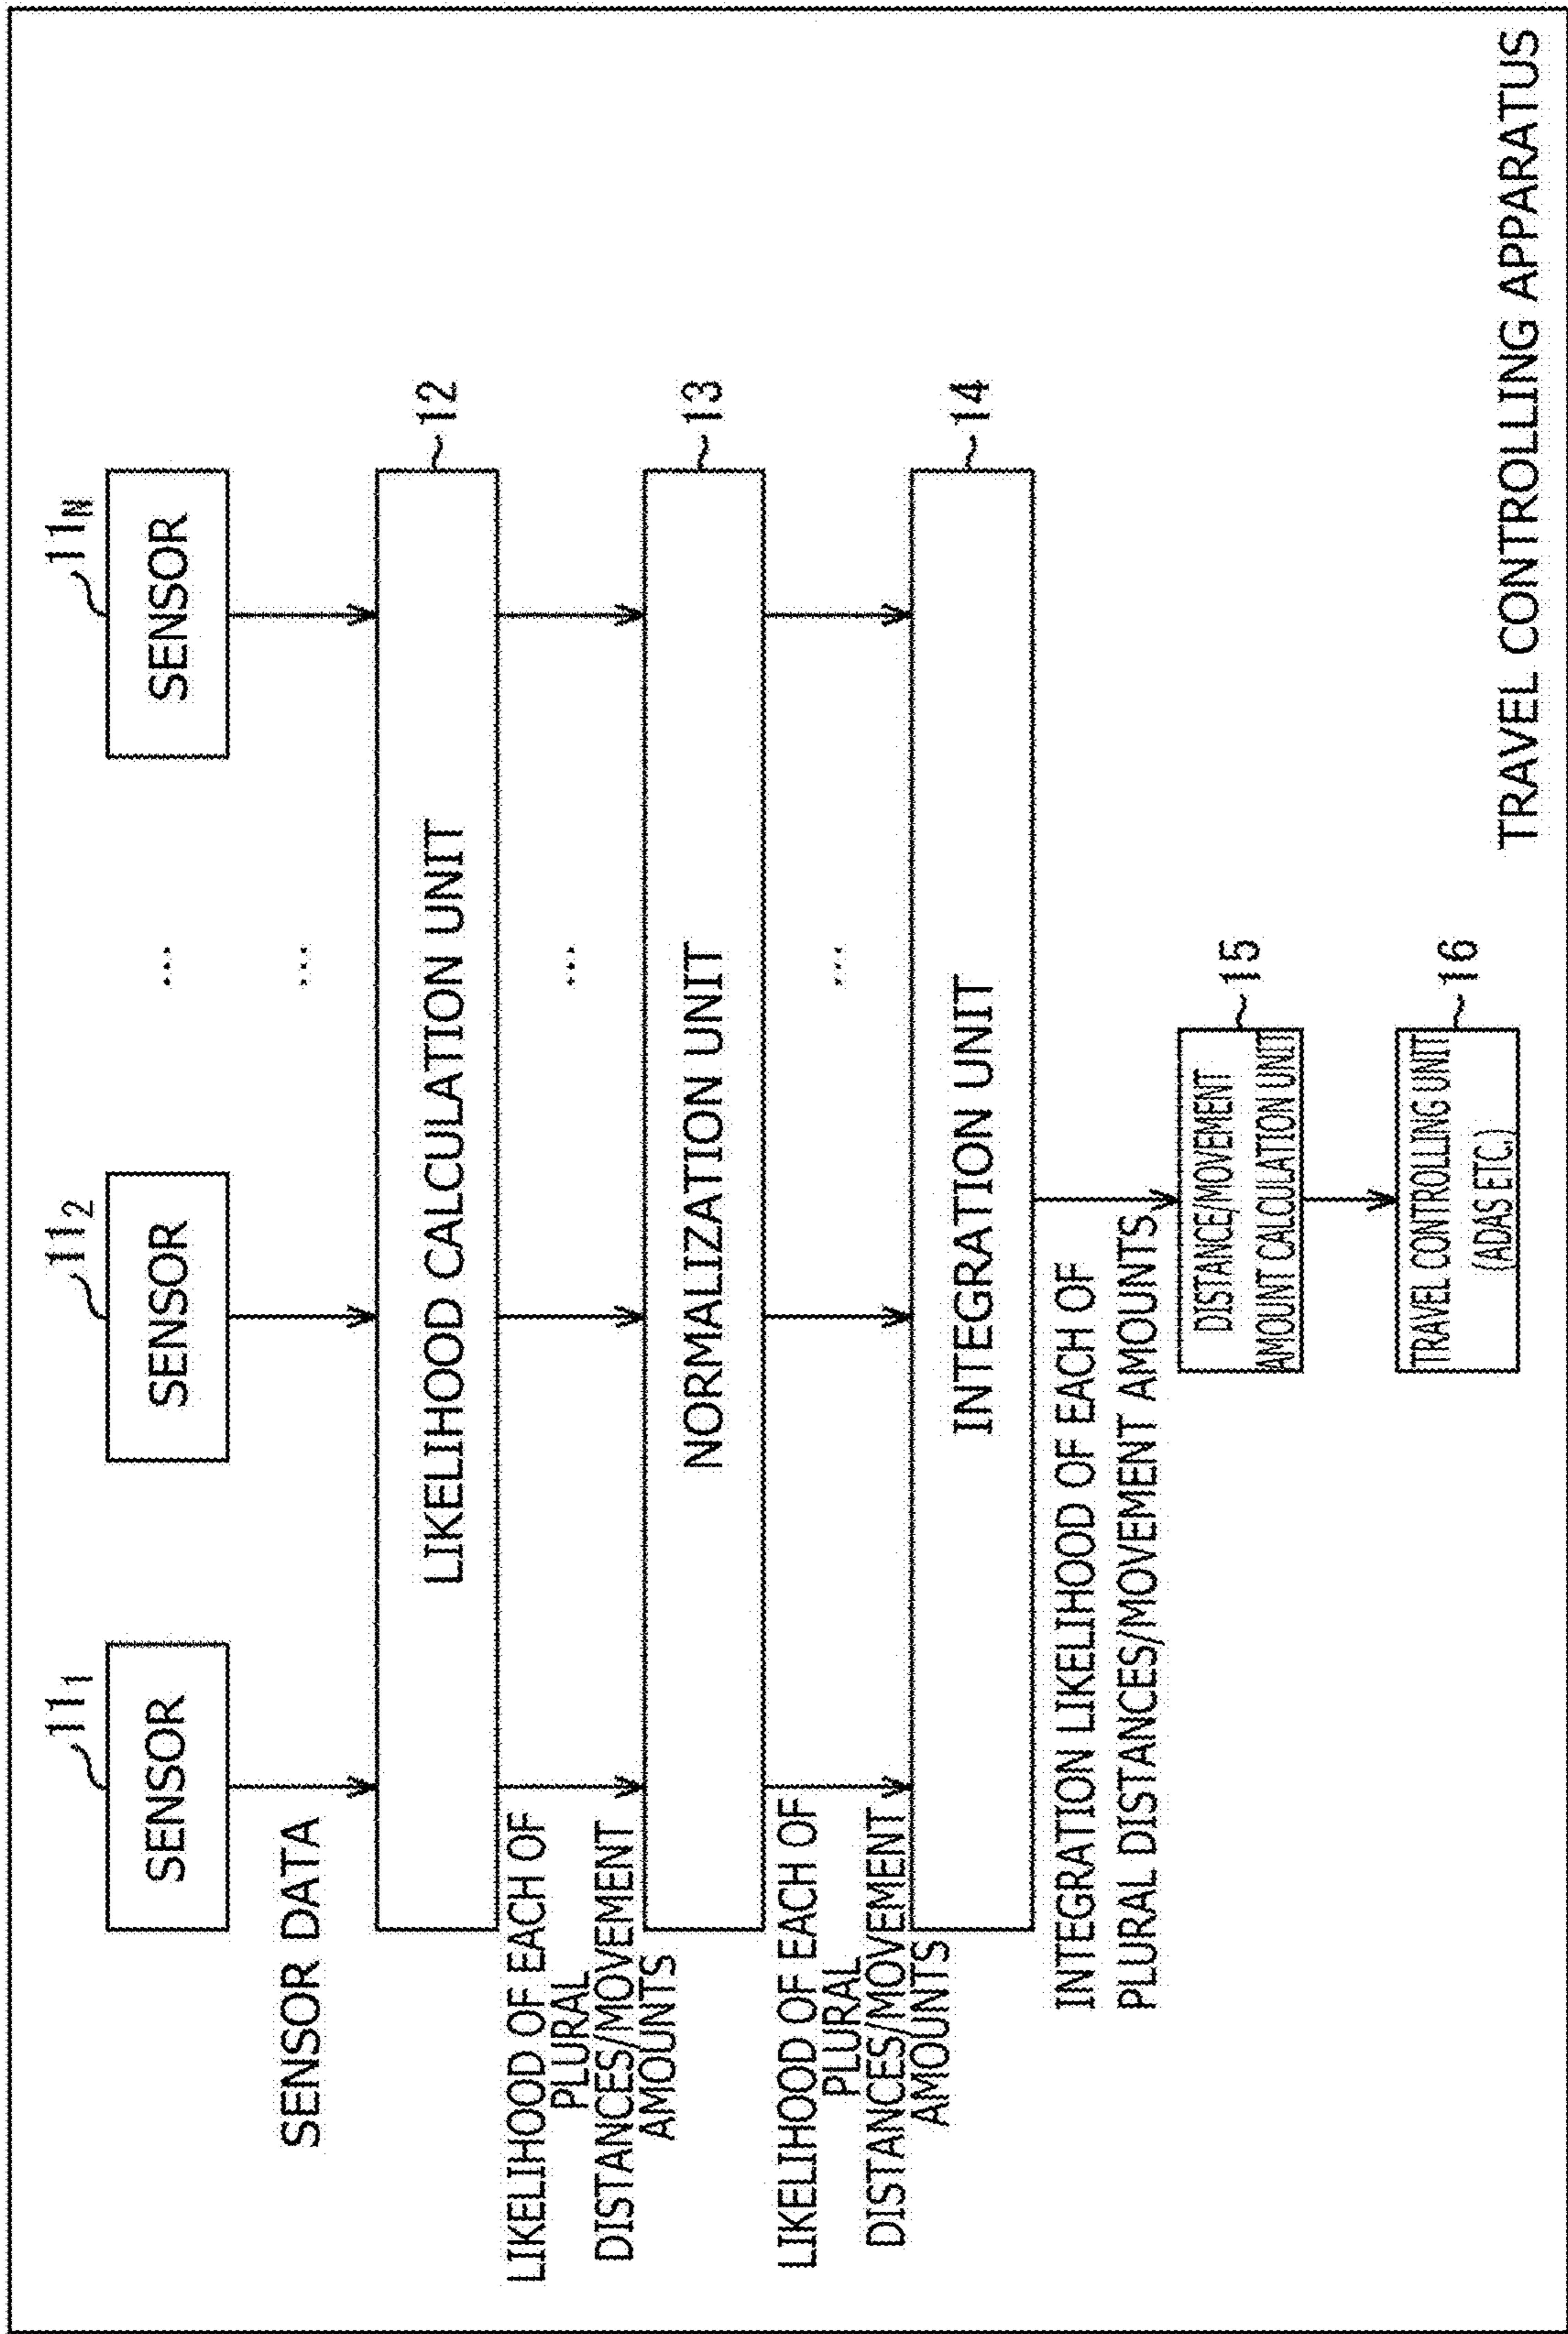 11₁
11₂
11N
SENSOR
SENSOR
...
SENSOR
SENSOR DATA
...
LIKELIHOOD CALCULATION UNIT
12
LIKELIHOOD OF EACH OF
PLURAL
DISTANCES/MOVEMENT
AMOUNTS
...
NORMALIZATION UNIT
13
LIKELIHOOD OF EACH OF
PLURAL
DISTANCES/MOVEMENT
AMOUNTS
...
INTEGRATION UNIT
14
INTEGRATION LIKELIHOOD OF EACH OF
PLURAL DISTANCES/MOVEMENT AMOUNTS
DISTANCE/MOVEMENT
AMOUNT CALCULATION UNIT
15
TRAVEL CONTROLLING UNIT
(ADAS ETC.)
16
TRAVEL CONTROLLING APPARATUS